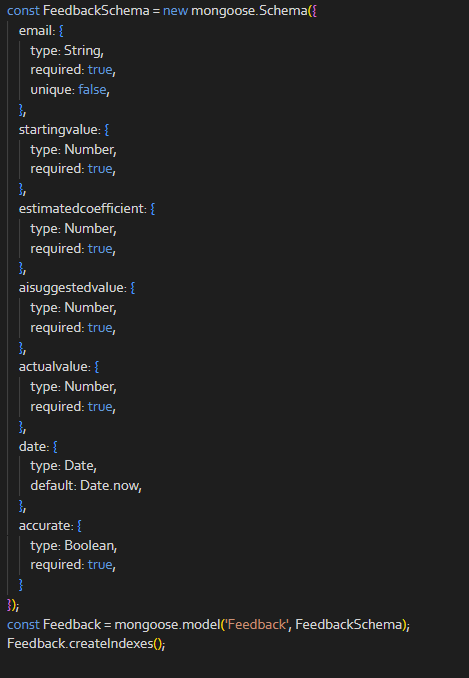 const FeedbackSchema = new mongoose.Schema({
email: {
type: String,
required: true,
unique: false,
},
startingvalue: {
type: Number,
required: true,
},
estimatedcoefficient: {
type: Number,
required: true,
},
aisuggestedvalue: {
type: Number,
required: true,
},
actualvalue: {
type: Number,
required: true,
},
date: {
type: Date,
default: Date.now,
},
accurate: {
type: Boolean,
required: true,
}
});
const Feedback = mongoose.model('Feedback', FeedbackSchema);
Feedback.createIndexes();